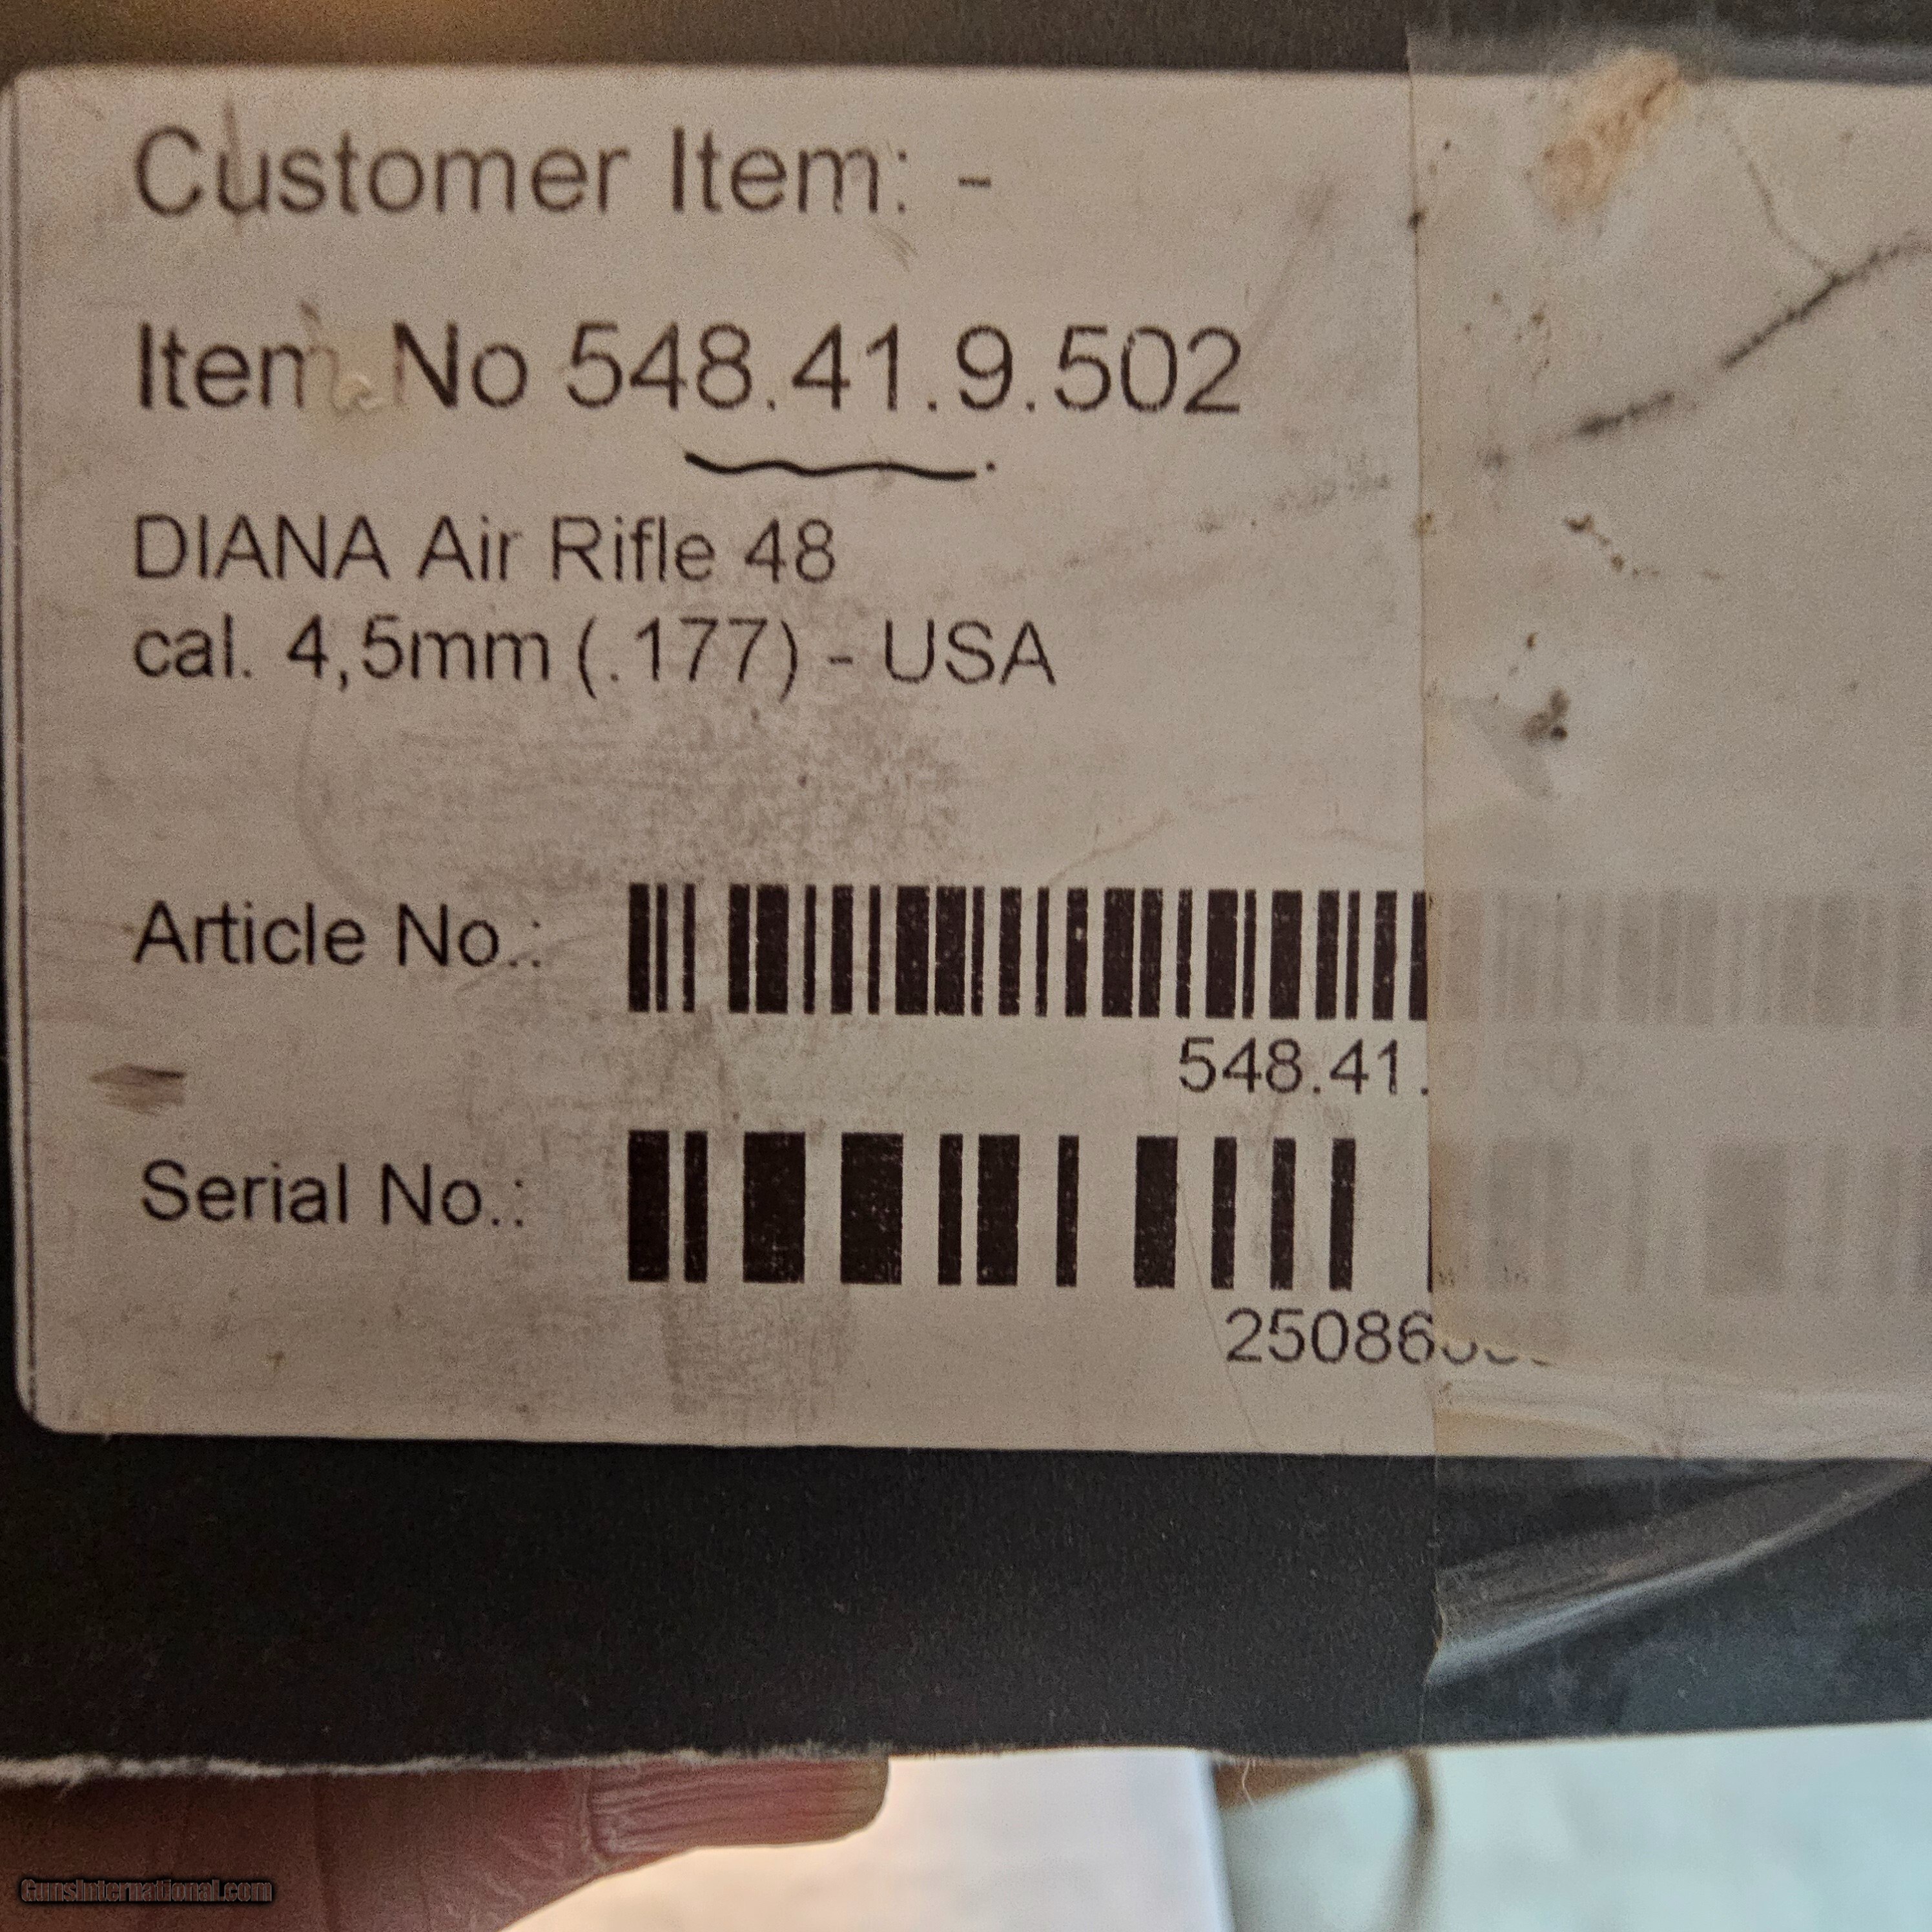 Customer Item: -
Item No 548.41.9.502
DIANA Air Rifle 48
cal. 4,5mm (.177) - USA
Article No.:
548.41.
Serial No.:
GunsInternational.com